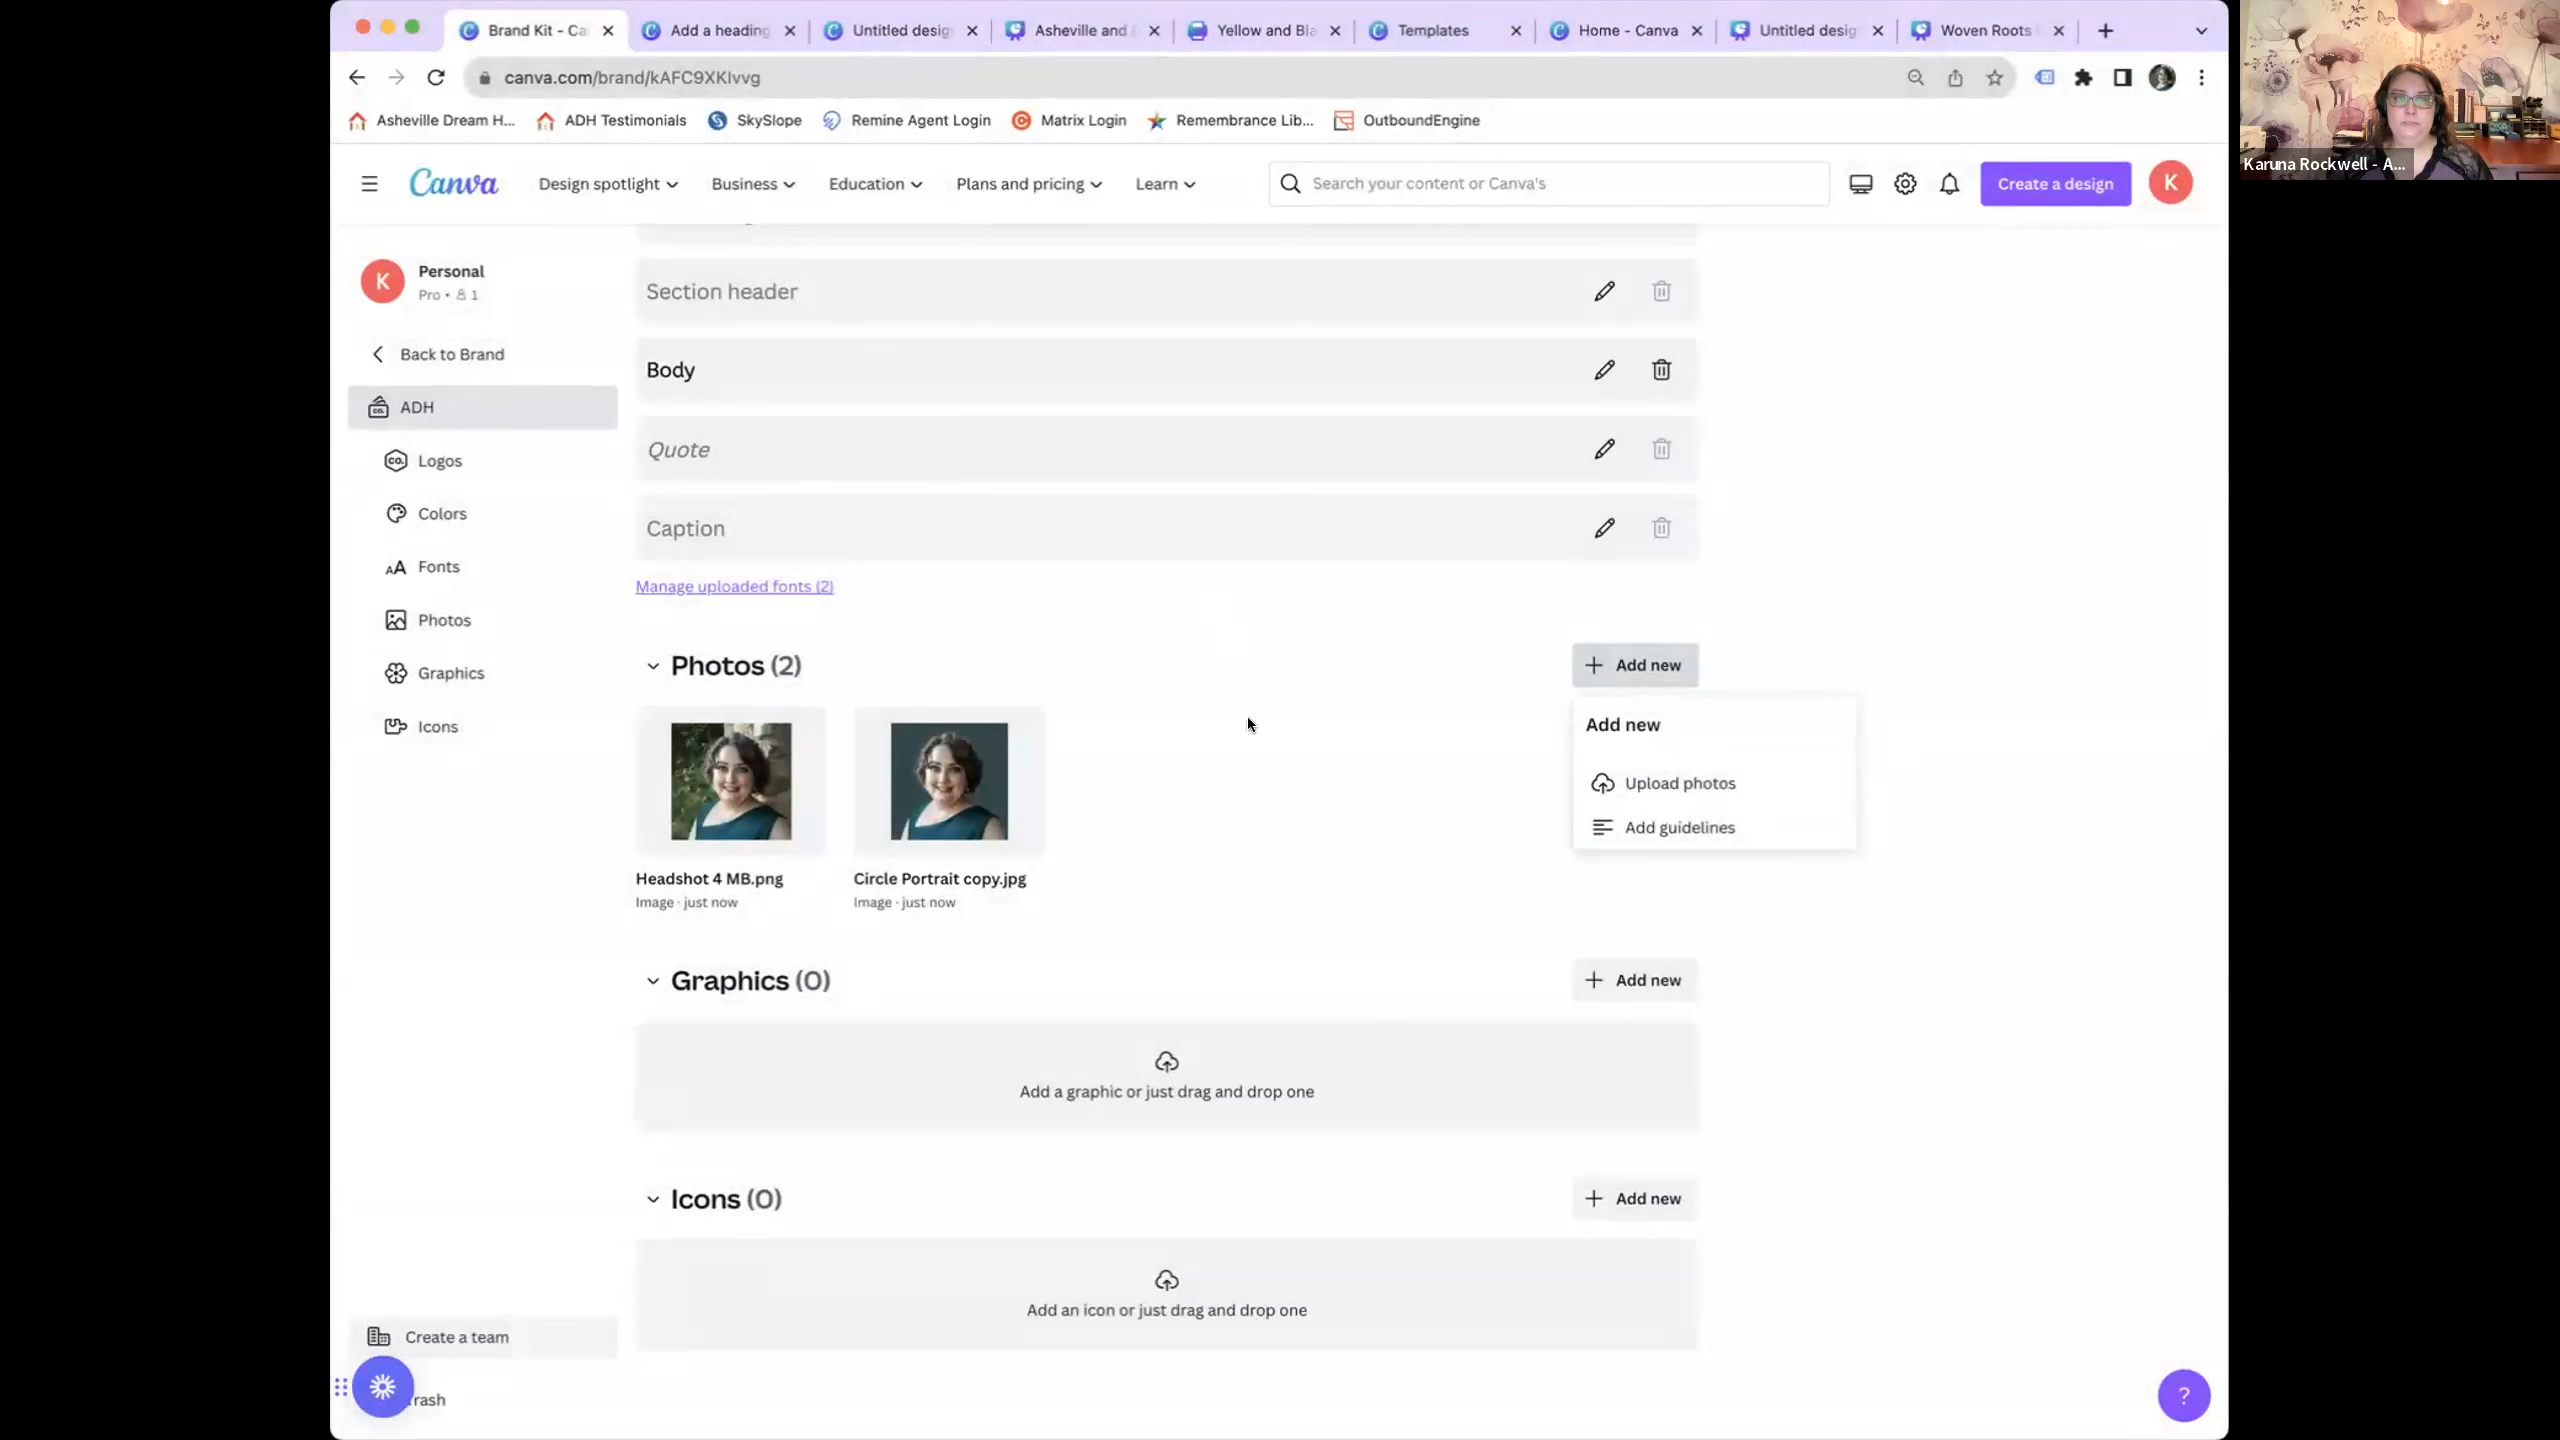 Brand Kit - Ca
Add a heading
Untitled desig
Asheville and
Yellow and Bla
Templates
Home - Canva
Untitled desig
Woven Roots
canva.com/brand/kAFC9XKIvvg
Asheville Dream H...
ADH Testimonials
SkySlope
Remine Agent Login
Matrix Login
Remembrance Lib...
OutboundEngine
Karuna Rockwell - A...
Canva
Design spotlight
Business
Education
Plans and pricing
Learn
Search your content or Canva's
Create a design
K
K
Personal
Pro • 1
Back to Brand
ADH
Logos
Colors
Fonts
Photos
Graphics
Icons
Create a team
rash
Section header
Body
Quote
Caption
Manage uploaded fonts (2)
Photos (2)
Add new
Add new
Upload photos
Add guidelines
Headshot 4 MB.png
Image · just now
Circle Portrait copy.jpg
Image · just now
Graphics (0)
Add new
Add a graphic or just drag and drop one
Icons (0)
Add new
Add an icon or just drag and drop one
?